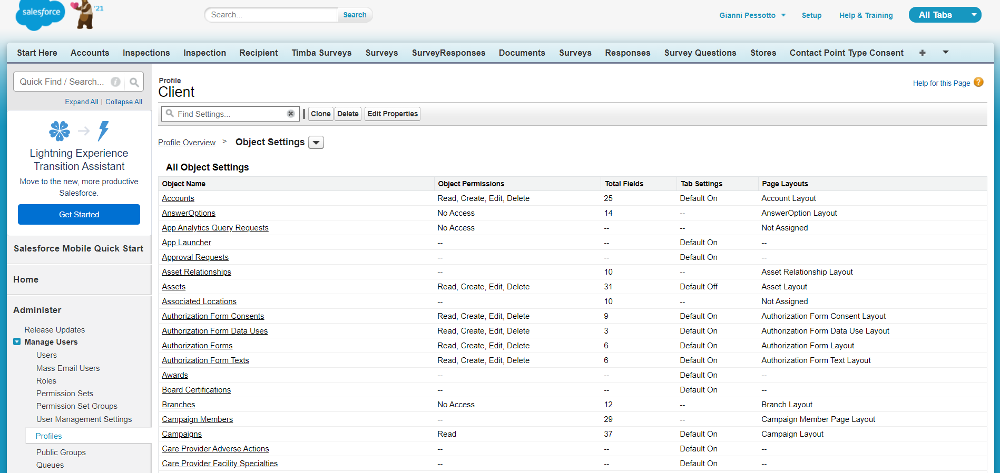 salesforce '21
Search... Search
Gianni Pessotto Setup Help & Training All Tabs
Start Here Accounts Inspections Inspection Recipient Timba Surveys Surveys SurveyResponses Documents Surveys Responses Survey Questions Stores Contact Point Type Consent
Quick Find / Search...
Expand All | Collapse All
Lightning Experience
Transition Assistant
Move to the new, more productive
Salesforce.
Get Started
Salesforce Mobile Quick Start
Home
Administer
Release Updates
Manage Users
Users
Mass Email Users
Roles
Permission Sets
Permission Set Groups
User Management Settings
Profiles
Public Groups
Queues
Profile
Client
Help for this Page ?
Find Settings... Clone Delete Edit Properties
Profile Overview > Object Settings
All Object Settings
Object Name Object Permissions Total Fields Tab Settings Page Layouts
Accounts Read, Create, Edit, Delete 25 Default On Account Layout
AnswerOptions No Access 14 -- AnswerOption Layout
App Analytics Query Requests No Access -- -- Not Assigned
App Launcher -- -- Default On --
Approval Requests -- -- Default On --
Asset Relationships -- 10 -- Asset Relationship Layout
Assets Read, Create, Edit, Delete 31 Default Off Asset Layout
Associated Locations -- 10 -- Not Assigned
Authorization Form Consents Read, Create, Edit, Delete 9 Default On Authorization Form Consent Layout
Authorization Form Data Uses Read, Create, Edit, Delete 3 Default On Authorization Form Data Use Layout
Authorization Forms Read, Create, Edit, Delete 6 Default On Authorization Form Layout
Authorization Form Texts Read, Create, Edit, Delete 6 Default On Authorization Form Text Layout
Awards -- -- Default On --
Board Certifications -- -- Default On --
Branches No Access 12 -- Branch Layout
Campaign Members -- 29 -- Campaign Member Page Layout
Campaigns Read 37 Default On Campaign Layout
Care Provider Adverse Actions -- -- Default On --
Care Provider Facility Specialties -- -- Default On --